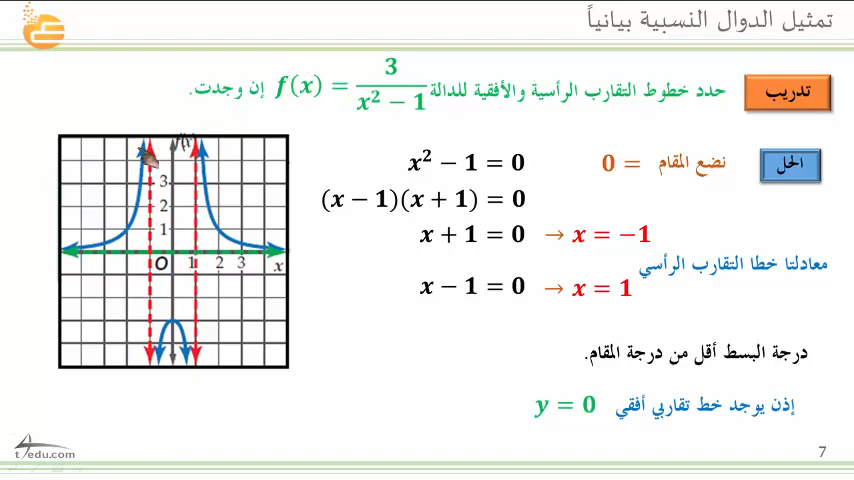 تمثيل الدوال النسبية بيانياً
تدريب
حدد خطوط التقارب الرأسية والأفقية للدالة f(x) = 3 / (x² − 1) إن وجدت.
الحل
نضع المقام = 0
x² − 1 = 0
(x − 1)(x + 1) = 0
x + 1 = 0 → x = −1
معادلتا خطا التقارب الرأسي
x − 1 = 0 → x = 1
درجة البسط أقل من درجة المقام.
إذن يوجد خط تقاربي أفقي y = 0
f(x)
3
2
1
O 1 2 3 x
t4edu.com
7